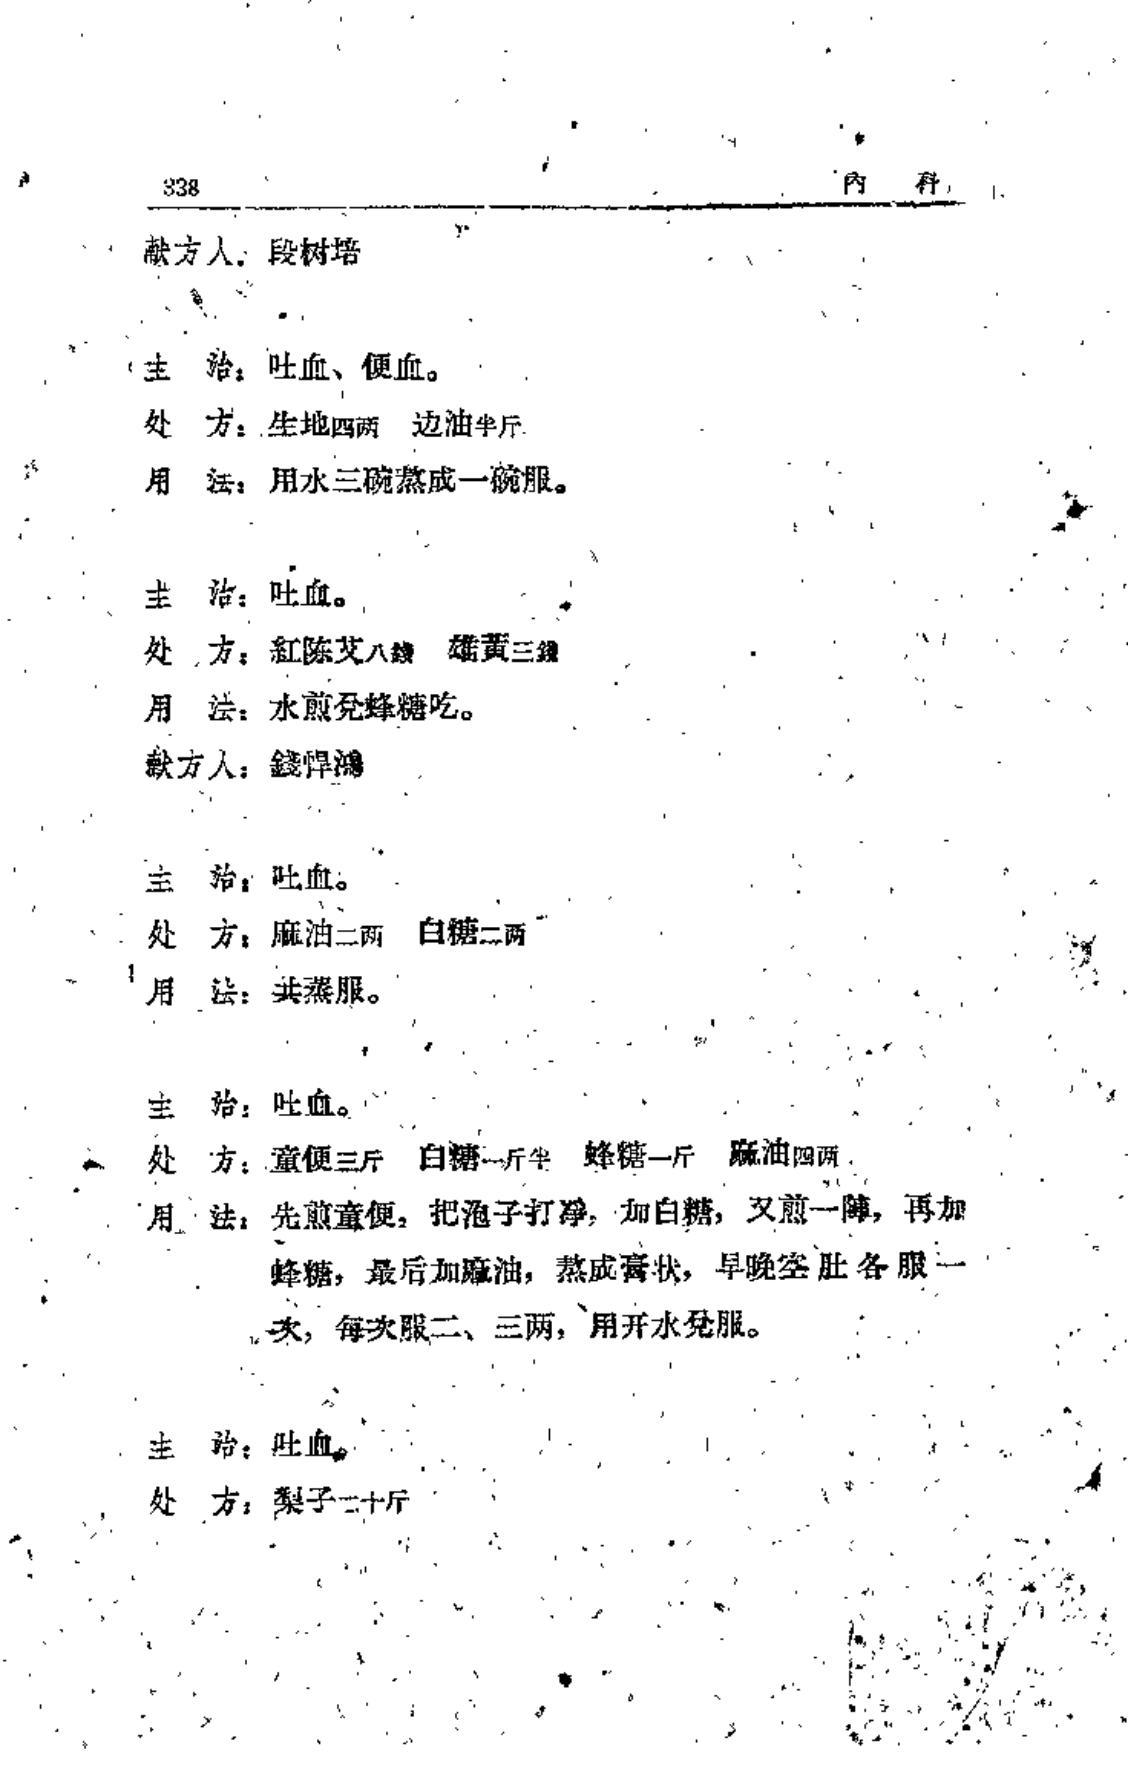 338 內 科
献方人：段树培
主 治：吐血、便血。
处 方：生地四两 边油半斤
用 法：用水三碗蒸成一碗服。
主 治：吐血。
处 方：紅陈艾八錢 雄黃三錢
用 法：水煎兌蜂糖吃。
献方人：錢悍鴻
主 治：吐血。
处 方：麻油二两 白糖二两
用 法：共蒸服。
主 治：吐血。
处 方：童便三斤 白糖一斤半 蜂糖一斤 麻油四两
用 法：先煎童便，把泡子打凈，加白糖，又煎一陣，再加
蜂糖，最后加麻油，熬成膏状，早晚空肚各服一
次，每次服二、三两，用开水兌服。
主 治：吐血。
处 方：梨子二十斤